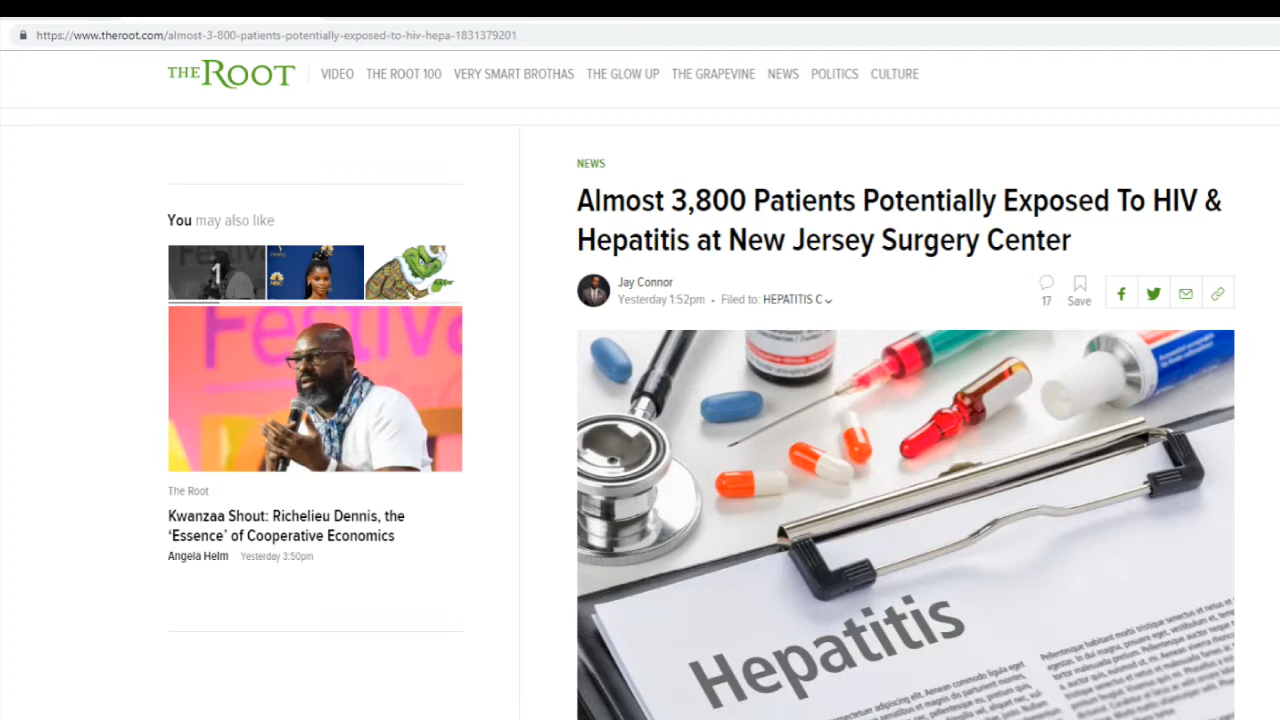 https://www.theroot.com/almost-3-800-patients-potentially-exposed-to-hiv-hepa-1831379201
THE ROOT VIDEO THE ROOT 100 VERY SMART BROTHAS THE GLOW UP THE GRAPEVINE NEWS POLITICS CULTURE
NEWS
Almost 3,800 Patients Potentially Exposed To HIV &
Hepatitis at New Jersey Surgery Center
Jay Connor
Yesterday 1:52pm • Filed to: HEPATITIS C
17 Save
You may also like
1
Festiv
The Root
Kwanzaa Shout: Richelieu Dennis, the
‘Essence’ of Cooperative Economics
Angela Helm Yesterday 3:50pm
Hepatitis